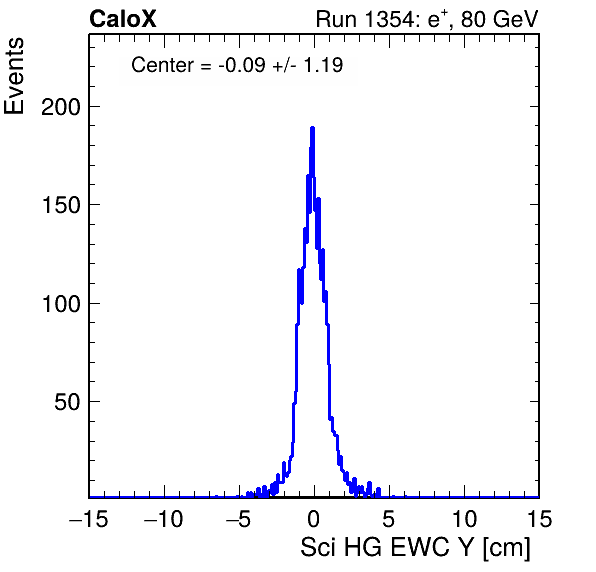 CaloX Run 1354: e⁺, 80 GeV
Center = -0.09 +/- 1.19
Events
200
150
100
50
−15 −10 −5 0 5 10 15
Sci HG EWC Y [cm]